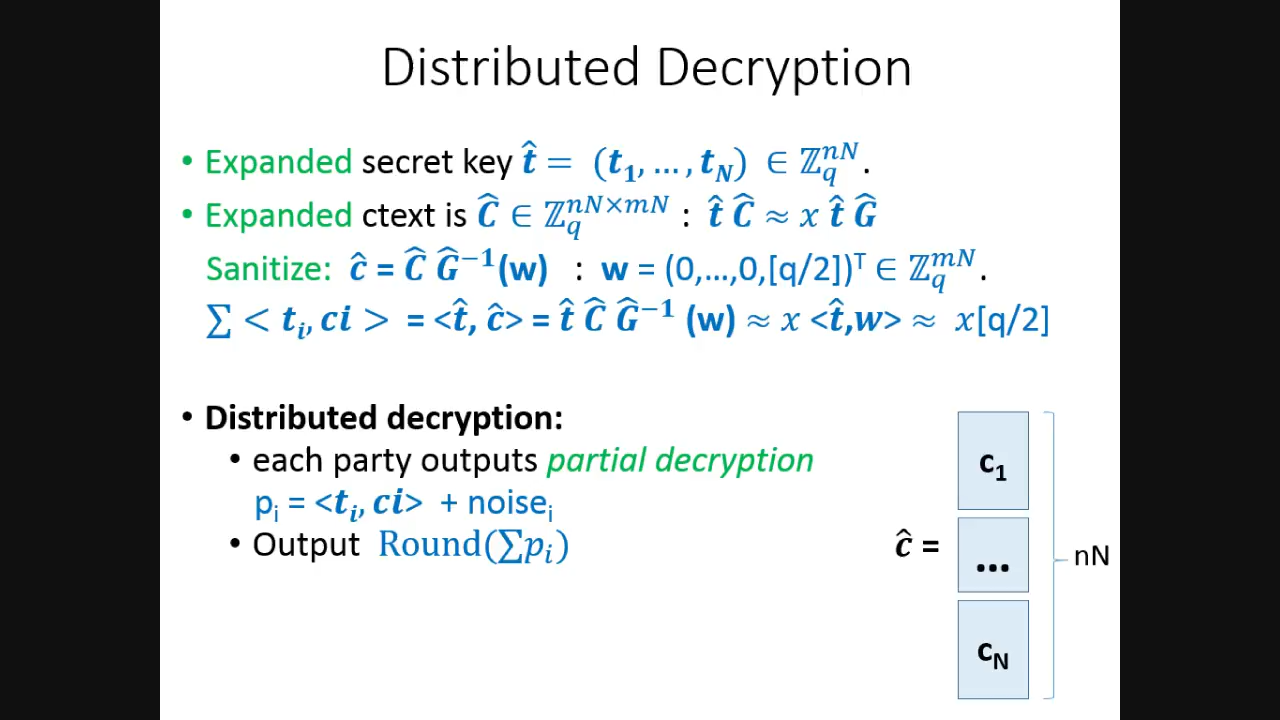 Distributed Decryption
• Expanded secret key t̂ = (t₁, … , t_N) ∈ ℤ_q^{nN}.
• Expanded ctext is Ĉ ∈ ℤ_q^{nN×mN} : t̂ Ĉ ≈ x t̂ Ĝ
Sanitize: ĉ = Ĉ Ĝ⁻¹(w) : w = (0,…,0,[q/2])ᵀ ∈ ℤ_q^{mN}.
∑ < t_i, ci > = <t̂, ĉ> = t̂ Ĉ Ĝ⁻¹ (w) ≈ x <t̂,w> ≈ x[q/2]
• Distributed decryption:
• each party outputs partial decryption
p_i = <t_i, ci> + noise_i
• Output Round(∑p_i)
ĉ =
c₁
...
c_N
nN